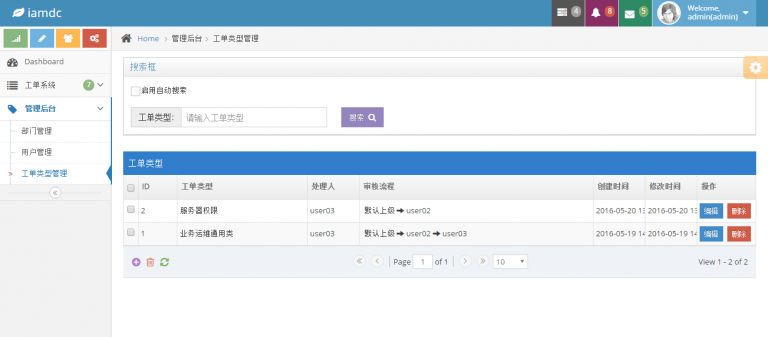 iamdc
4
8
5
Welcome,
admin(admin)
Home > 管理后台 > 工单类型管理
Dashboard
工单系统 7
管理后台
部门管理
用户管理
工单类型管理
搜索框
启用自动搜索
工单类型: 请输入工单类型 搜索
工单类型
ID 工单类型 处理人 审核流程 创建时间 修改时间 操作
2 服务器权限 user03 默认上级 ➔ user02 2016-05-20 13 2016-05-20 13 编辑 删除
1 业务运维通用类 user03 默认上级 ➔ user02 ➔ user03 2016-05-19 14 2016-05-19 14 编辑 删除
Page 1 of 1 10 View 1 - 2 of 2